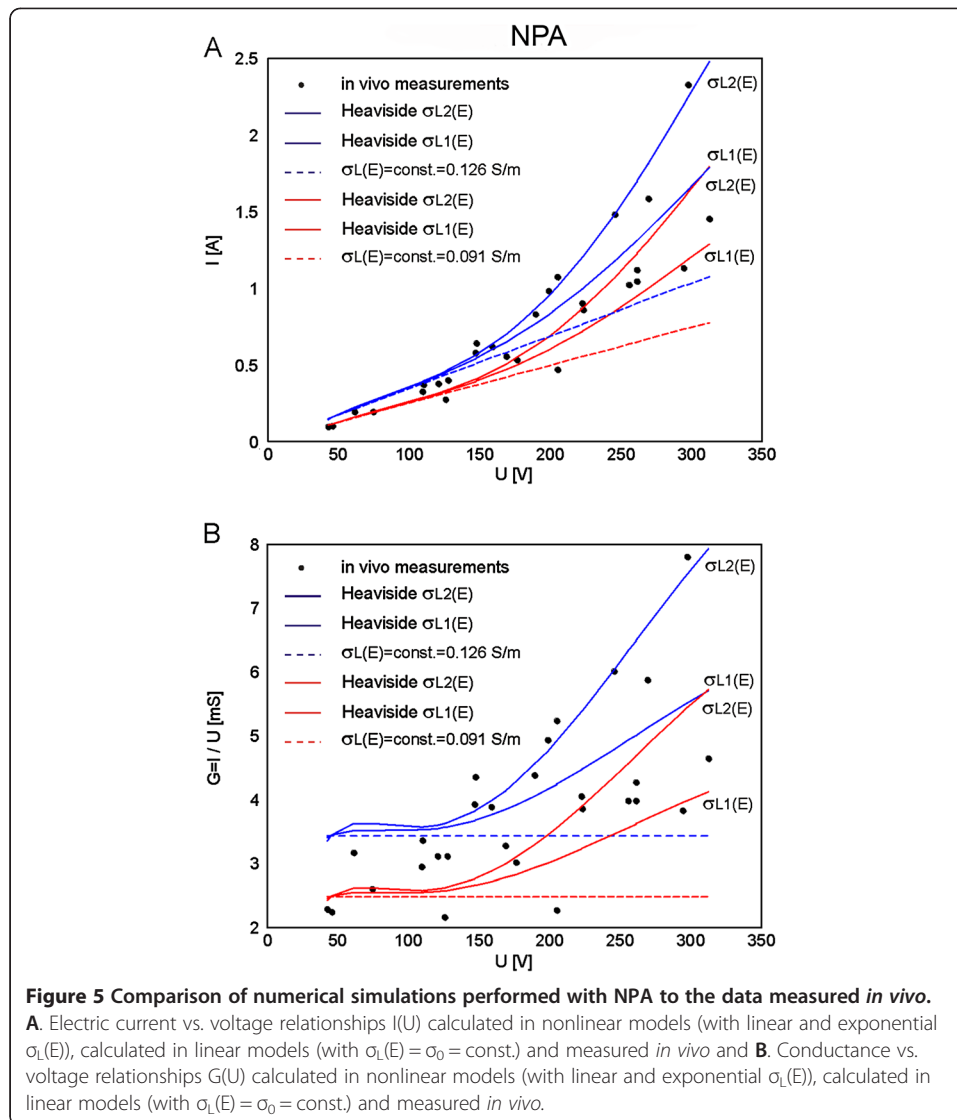 NPA
A
2.5
2
1.5
1
0.5
0
I [A]
in vivo measurements
Heaviside σL2(E)
Heaviside σL1(E)
σL(E)=const.=0.126 S/m
Heaviside σL2(E)
Heaviside σL1(E)
σL(E)=const.=0.091 S/m
σL2(E)
σL1(E)
σL2(E)
σL1(E)
0 50 100 150 200 250 300 350
U [V]
B
8
7
6
5
4
3
2
G=I / U [mS]
in vivo measurements
Heaviside σL2(E)
Heaviside σL1(E)
σL(E)=const.=0.126 S/m
Heaviside σL2(E)
Heaviside σL1(E)
σL(E)=const.=0.091 S/m
σL2(E)
σL1(E)
σL2(E)
σL1(E)
0 50 100 150 200 250 300 350
U [V]
Figure 5 Comparison of numerical simulations performed with NPA to the data measured in vivo.
A. Electric current vs. voltage relationships I(U) calculated in nonlinear models (with linear and exponential
σL(E)), calculated in linear models (with σL(E) = σ0 = const.) and measured in vivo and B. Conductance vs.
voltage relationships G(U) calculated in nonlinear models (with linear and exponential σL(E)), calculated in
linear models (with σL(E) = σ0 = const.) and measured in vivo.